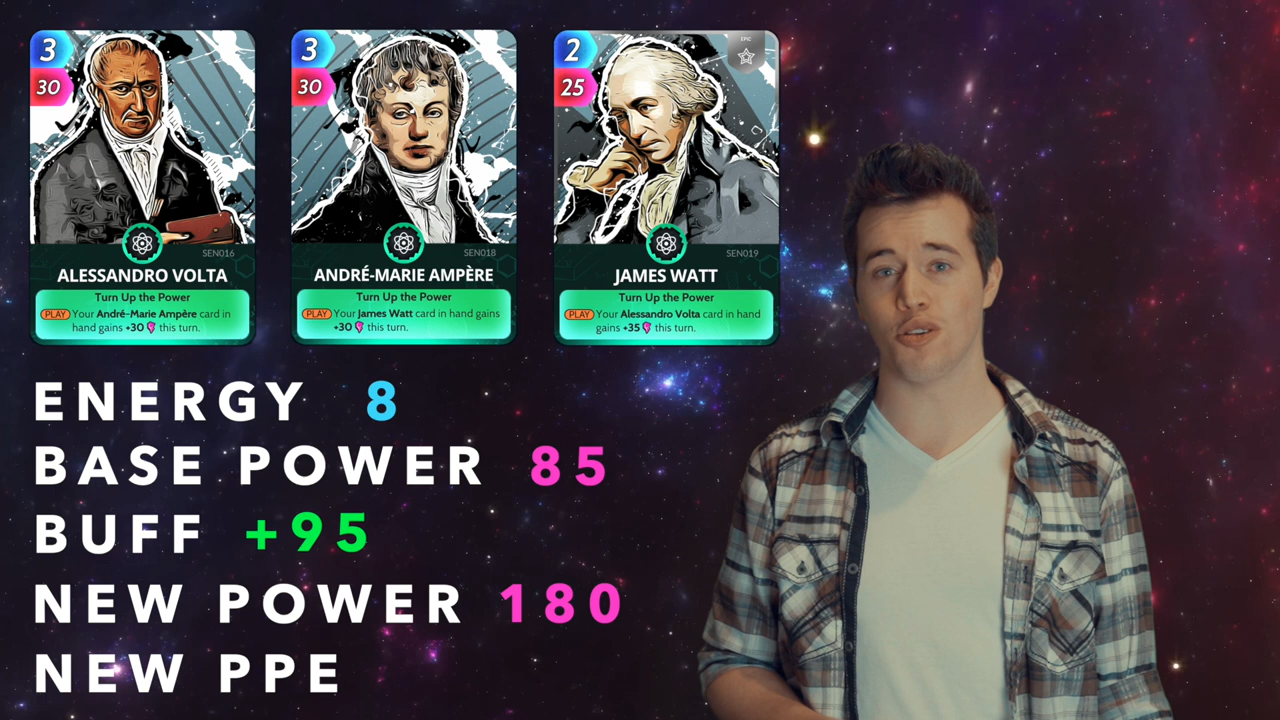 3
30
SEN016
ALESSANDRO VOLTA
Turn Up the Power
PLAY Your André-Marie Ampère card in
hand gains +30 this turn.
3
30
SEN018
ANDRÉ-MARIE AMPÈRE
Turn Up the Power
PLAY Your James Watt card in hand gains
+30 this turn.
2
25
EPIC
SEN019
JAMES WATT
Turn Up the Power
PLAY Your Alessandro Volta card in hand
gains +35 this turn.
ENERGY 8
BASE POWER 85
BUFF +95
NEW POWER 180
NEW PPE